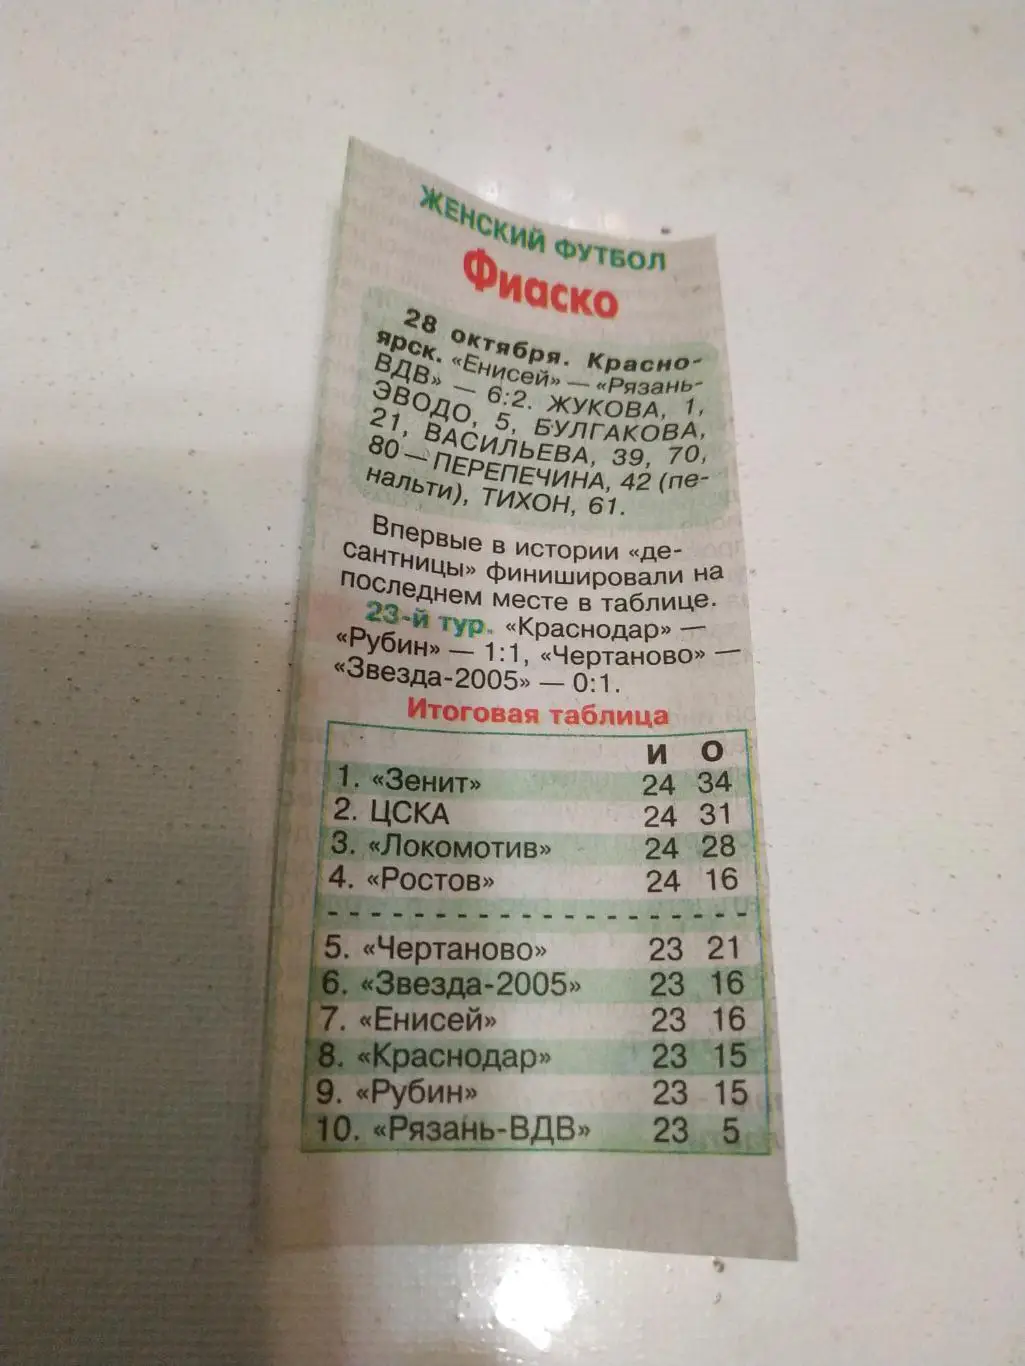 ЖЕНСКИЙ ФУТБОЛ
Фиаско
28 октября. Красно-
ярск. «Енисей» — «Рязань-
ВДВ» — 6:2. ЖУКОВА, 1,
ЭВОДО, 5, БУЛГАКОВА,
21, ВАСИЛЬЕВА, 39, 70,
80 — ПЕРЕПЕЧИНА, 42 (пе-
нальти), ТИХОН, 61.
Впервые в истории «де-
сантницы» финишировали на
последнем месте в таблице.
23-й тур. «Краснодар» —
«Рубин» — 1:1, «Чертаново» —
«Звезда-2005» — 0:1.
Итоговая таблица
И О
1. «Зенит» 24 34
2. ЦСКА 24 31
3. «Локомотив» 24 28
4. «Ростов» 24 16
5. «Чертаново» 23 21
6. «Звезда-2005» 23 16
7. «Енисей» 23 16
8. «Краснодар» 23 15
9. «Рубин» 23 15
10. «Рязань-ВДВ» 23 5